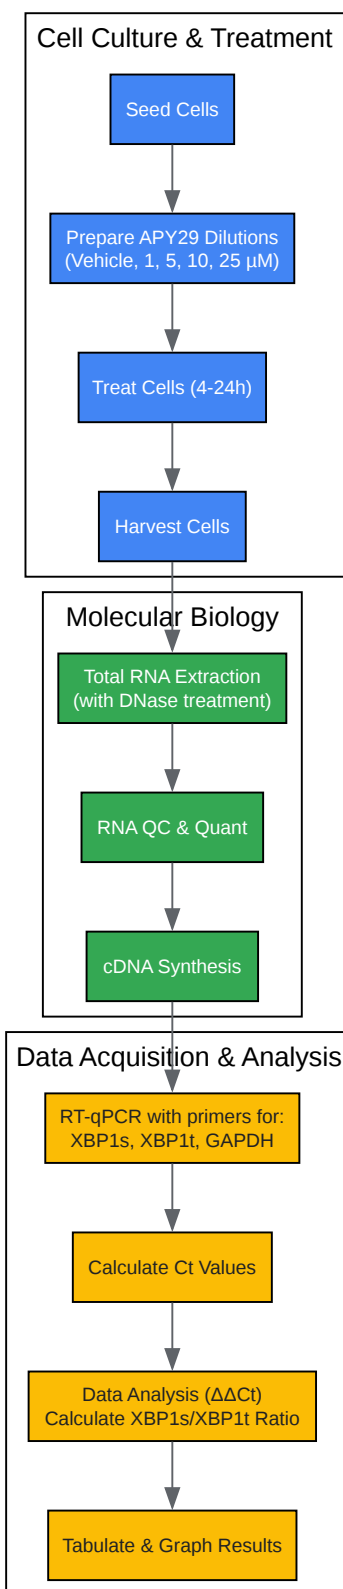 Cell Culture & Treatment
Seed Cells
Prepare APY29 Dilutions
(Vehicle, 1, 5, 10, 25 µM)
Treat Cells (4-24h)
Harvest Cells
Molecular Biology
Total RNA Extraction
(with DNase treatment)
RNA QC & Quant
cDNA Synthesis
Data Acquisition & Analysis
RT-qPCR with primers for:
XBP1s, XBP1t, GAPDH
Calculate Ct Values
Data Analysis (ΔΔCt)
Calculate XBP1s/XBP1t Ratio
Tabulate & Graph Results